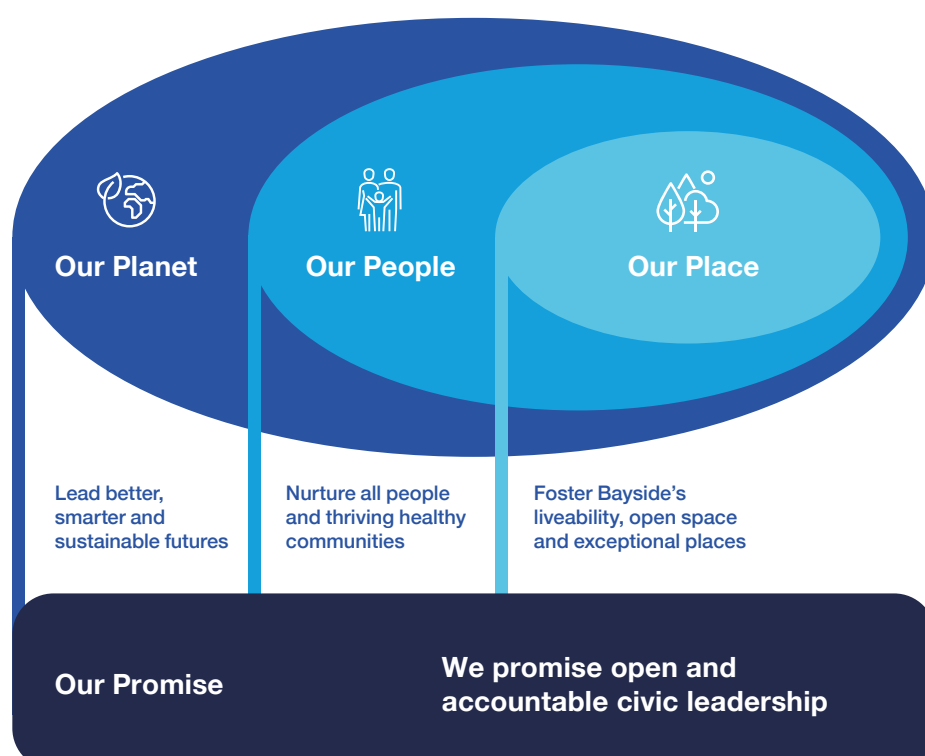 Our Planet
Our People
Our Place
Lead better,
smarter and
sustainable futures
Nurture all people
and thriving healthy
communities
Foster Bayside’s
liveability, open space
and exceptional places
Our Promise
We promise open and
accountable civic leadership